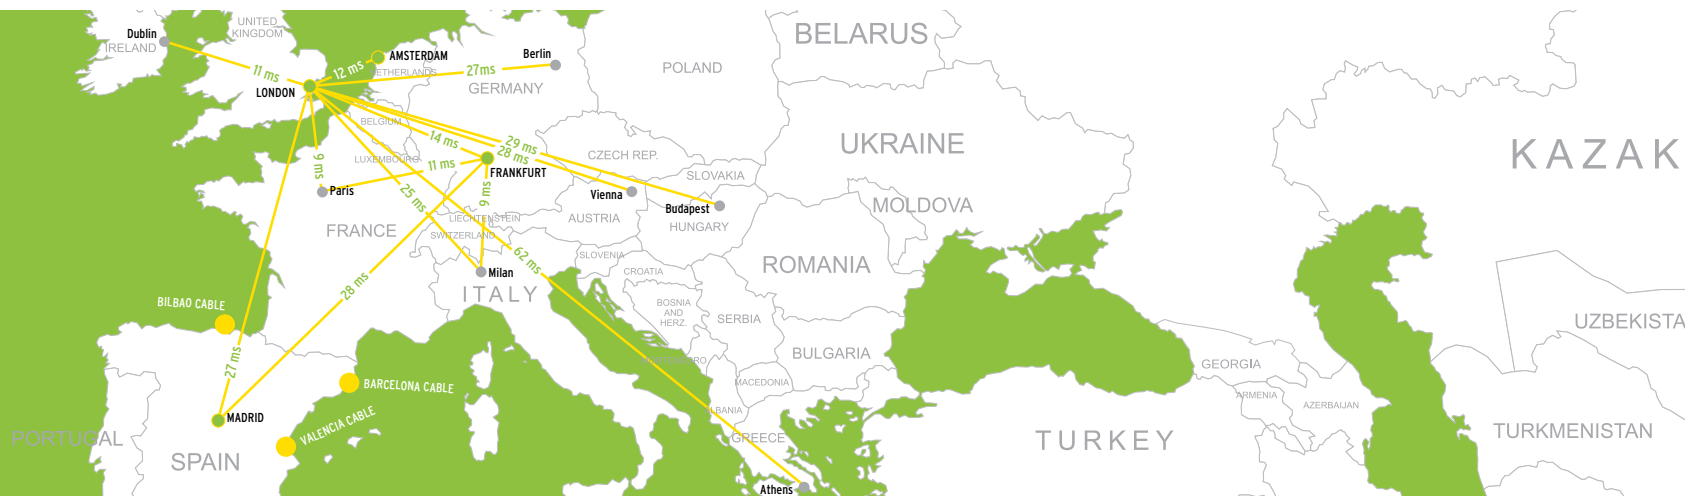 UNITED
KINGDOM
Dublin
IRELAND
BELARUS
Berlin
AMSTERDAM
NETHERLANDS
12 ms
11 ms
27ms
POLAND
LONDON
GERMANY
BELGIUM
14 ms
29 ms
28 ms
UKRAINE
KAZAK
CZECH REP.
LUXEMBOURG
9 ms
11 ms
FRANKFURT
SLOVAKIA
Paris
25 ms
6 ms
Vienna
Budapest
MOLDOVA
LIECHTENSTEIN
AUSTRIA
HUNGARY
FRANCE
SWITZERLAND
62 ms
SLOVENIA
ROMANIA
Milan
CROATIA
28 ms
ITALY
BILBAO CABLE
BOSNIA
AND
HERZ.
SERBIA
UZBEKISTA
27 ms
BULGARIA
GEORGIA
BARCELONA CABLE
MACEDONIA
ARMENIA
AZERBAIJAN
MADRID
VALENCIA CABLE
LBANIA
PORTUGAL
GREECE
TURKEY
TURKMENISTAN
SPAIN
Athens